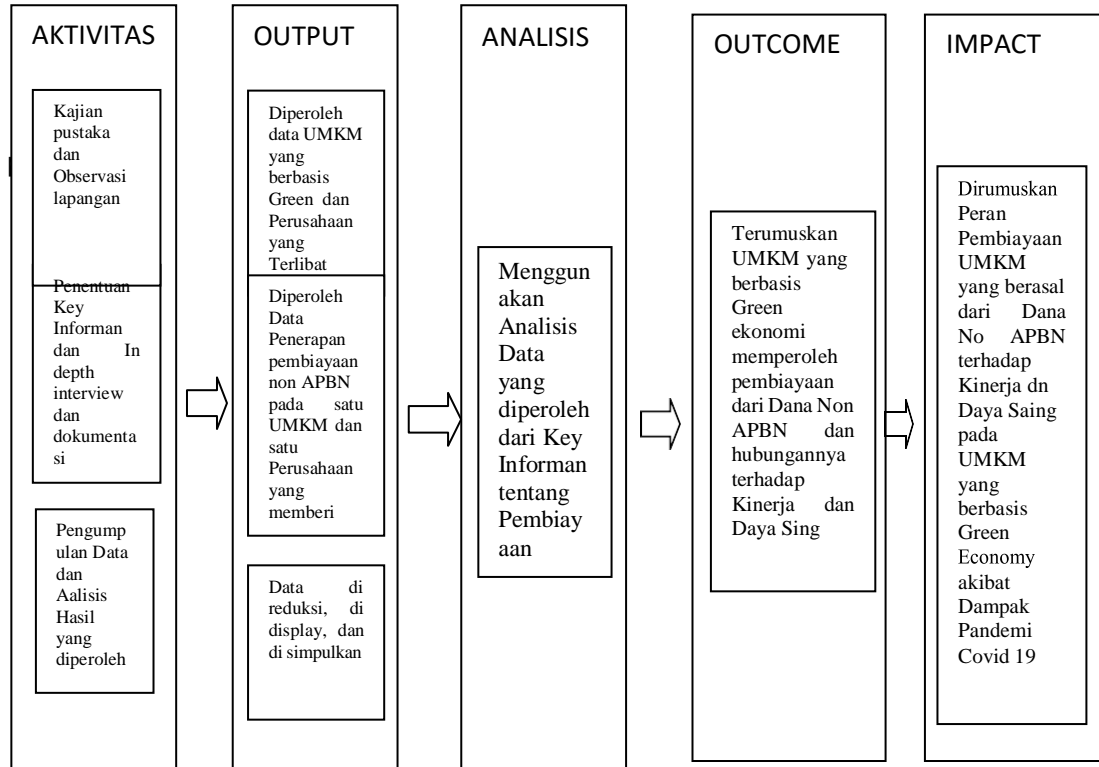 AKTIVITAS
Kajian
pustaka
dan
Observasi
lapangan
Penentuan
Key
Informan
dan In
depth
interview
dan
dokumenta
si
Pengump
ulan Data
dan
Aalisis
Hasil
yang
diperoleh
OUTPUT
Diperoleh
data UMKM
yang
berbasis
Green dan
Perusahaan
yang
Terlibat
Diperoleh
Data
Penerapan
pembiayaan
non APBN
pada satu
UMKM dan
satu
Perusahaan
yang
memberi
Data di
reduksi, di
display, dan
di simpulkan
ANALISIS
Menggun
akan
Analisis
Data
yang
diperoleh
dari Key
Informan
tentang
Pembiay
aan
OUTCOME
Terumuskan
UMKM yang
berbasis
Green
ekonomi
memperoleh
pembiayaan
dari Dana Non
APBN dan
hubungannya
terhadap
Kinerja dan
Daya Sing
IMPACT
Dirumuskan
Peran
Pembiayaan
UMKM
yang berasal
dari Dana
No APBN
terhadap
Kinerja dn
Daya Saing
pada
UMKM
yang
berbasis
Green
Economy
akibat
Dampak
Pandemi
Covid 19